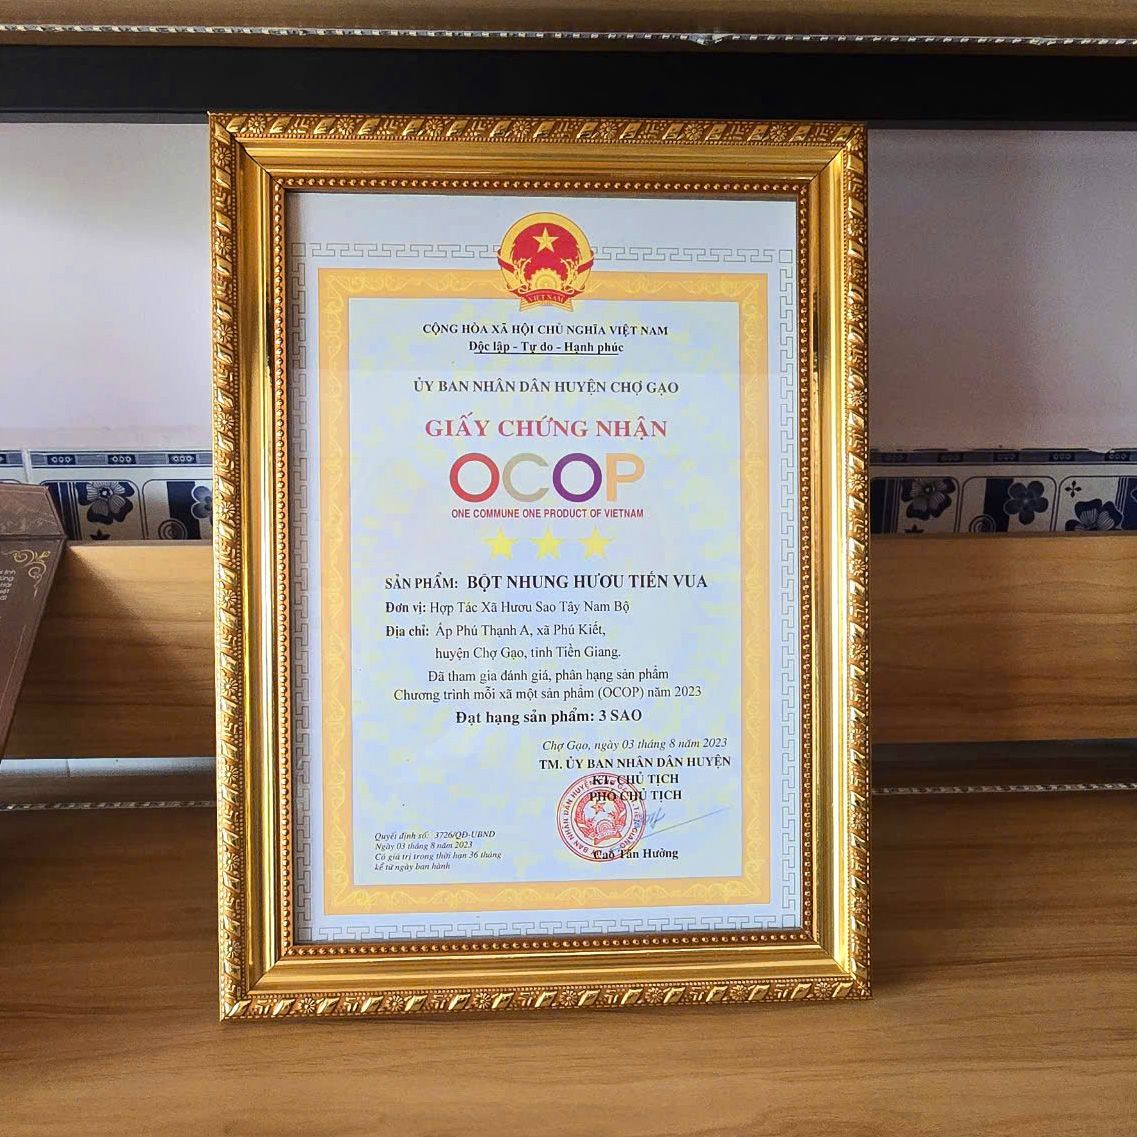 VIỆT NAM
CỘNG HÒA XÃ HỘI CHỦ NGHĨA VIỆT NAM
Độc lập - Tự do - Hạnh phúc
ỦY BAN NHÂN DÂN HUYỆN CHỢ GẠO
GIẤY CHỨNG NHẬN
OCOP
ONE COMMUNE ONE PRODUCT OF VIETNAM
SẢN PHẨM: BỘT NHUNG HƯƠU TIẾN VUA
Đơn vị: Hợp Tác Xã Hươu Sao Tây Nam Bộ
Địa chỉ: Ấp Phú Thạnh A, xã Phú Kiết,
huyện Chợ Gạo, tỉnh Tiền Giang.
Đã tham gia đánh giá, phân hạng sản phẩm
Chương trình mỗi xã một sản phẩm (OCOP) năm 2023
Đạt hạng sản phẩm: 3 SAO
Chợ Gạo, ngày 03 tháng 8 năm 2023
TM. ỦY BAN NHÂN DÂN HUYỆN
KT. CHỦ TỊCH
PHÓ CHỦ TỊCH
Cao Tấn Hưởng
Quyết định số: 3726/QĐ-UBND
Ngày 03 tháng 8 năm 2023
Có giá trị trong thời hạn 36 tháng
kể từ ngày ban hành